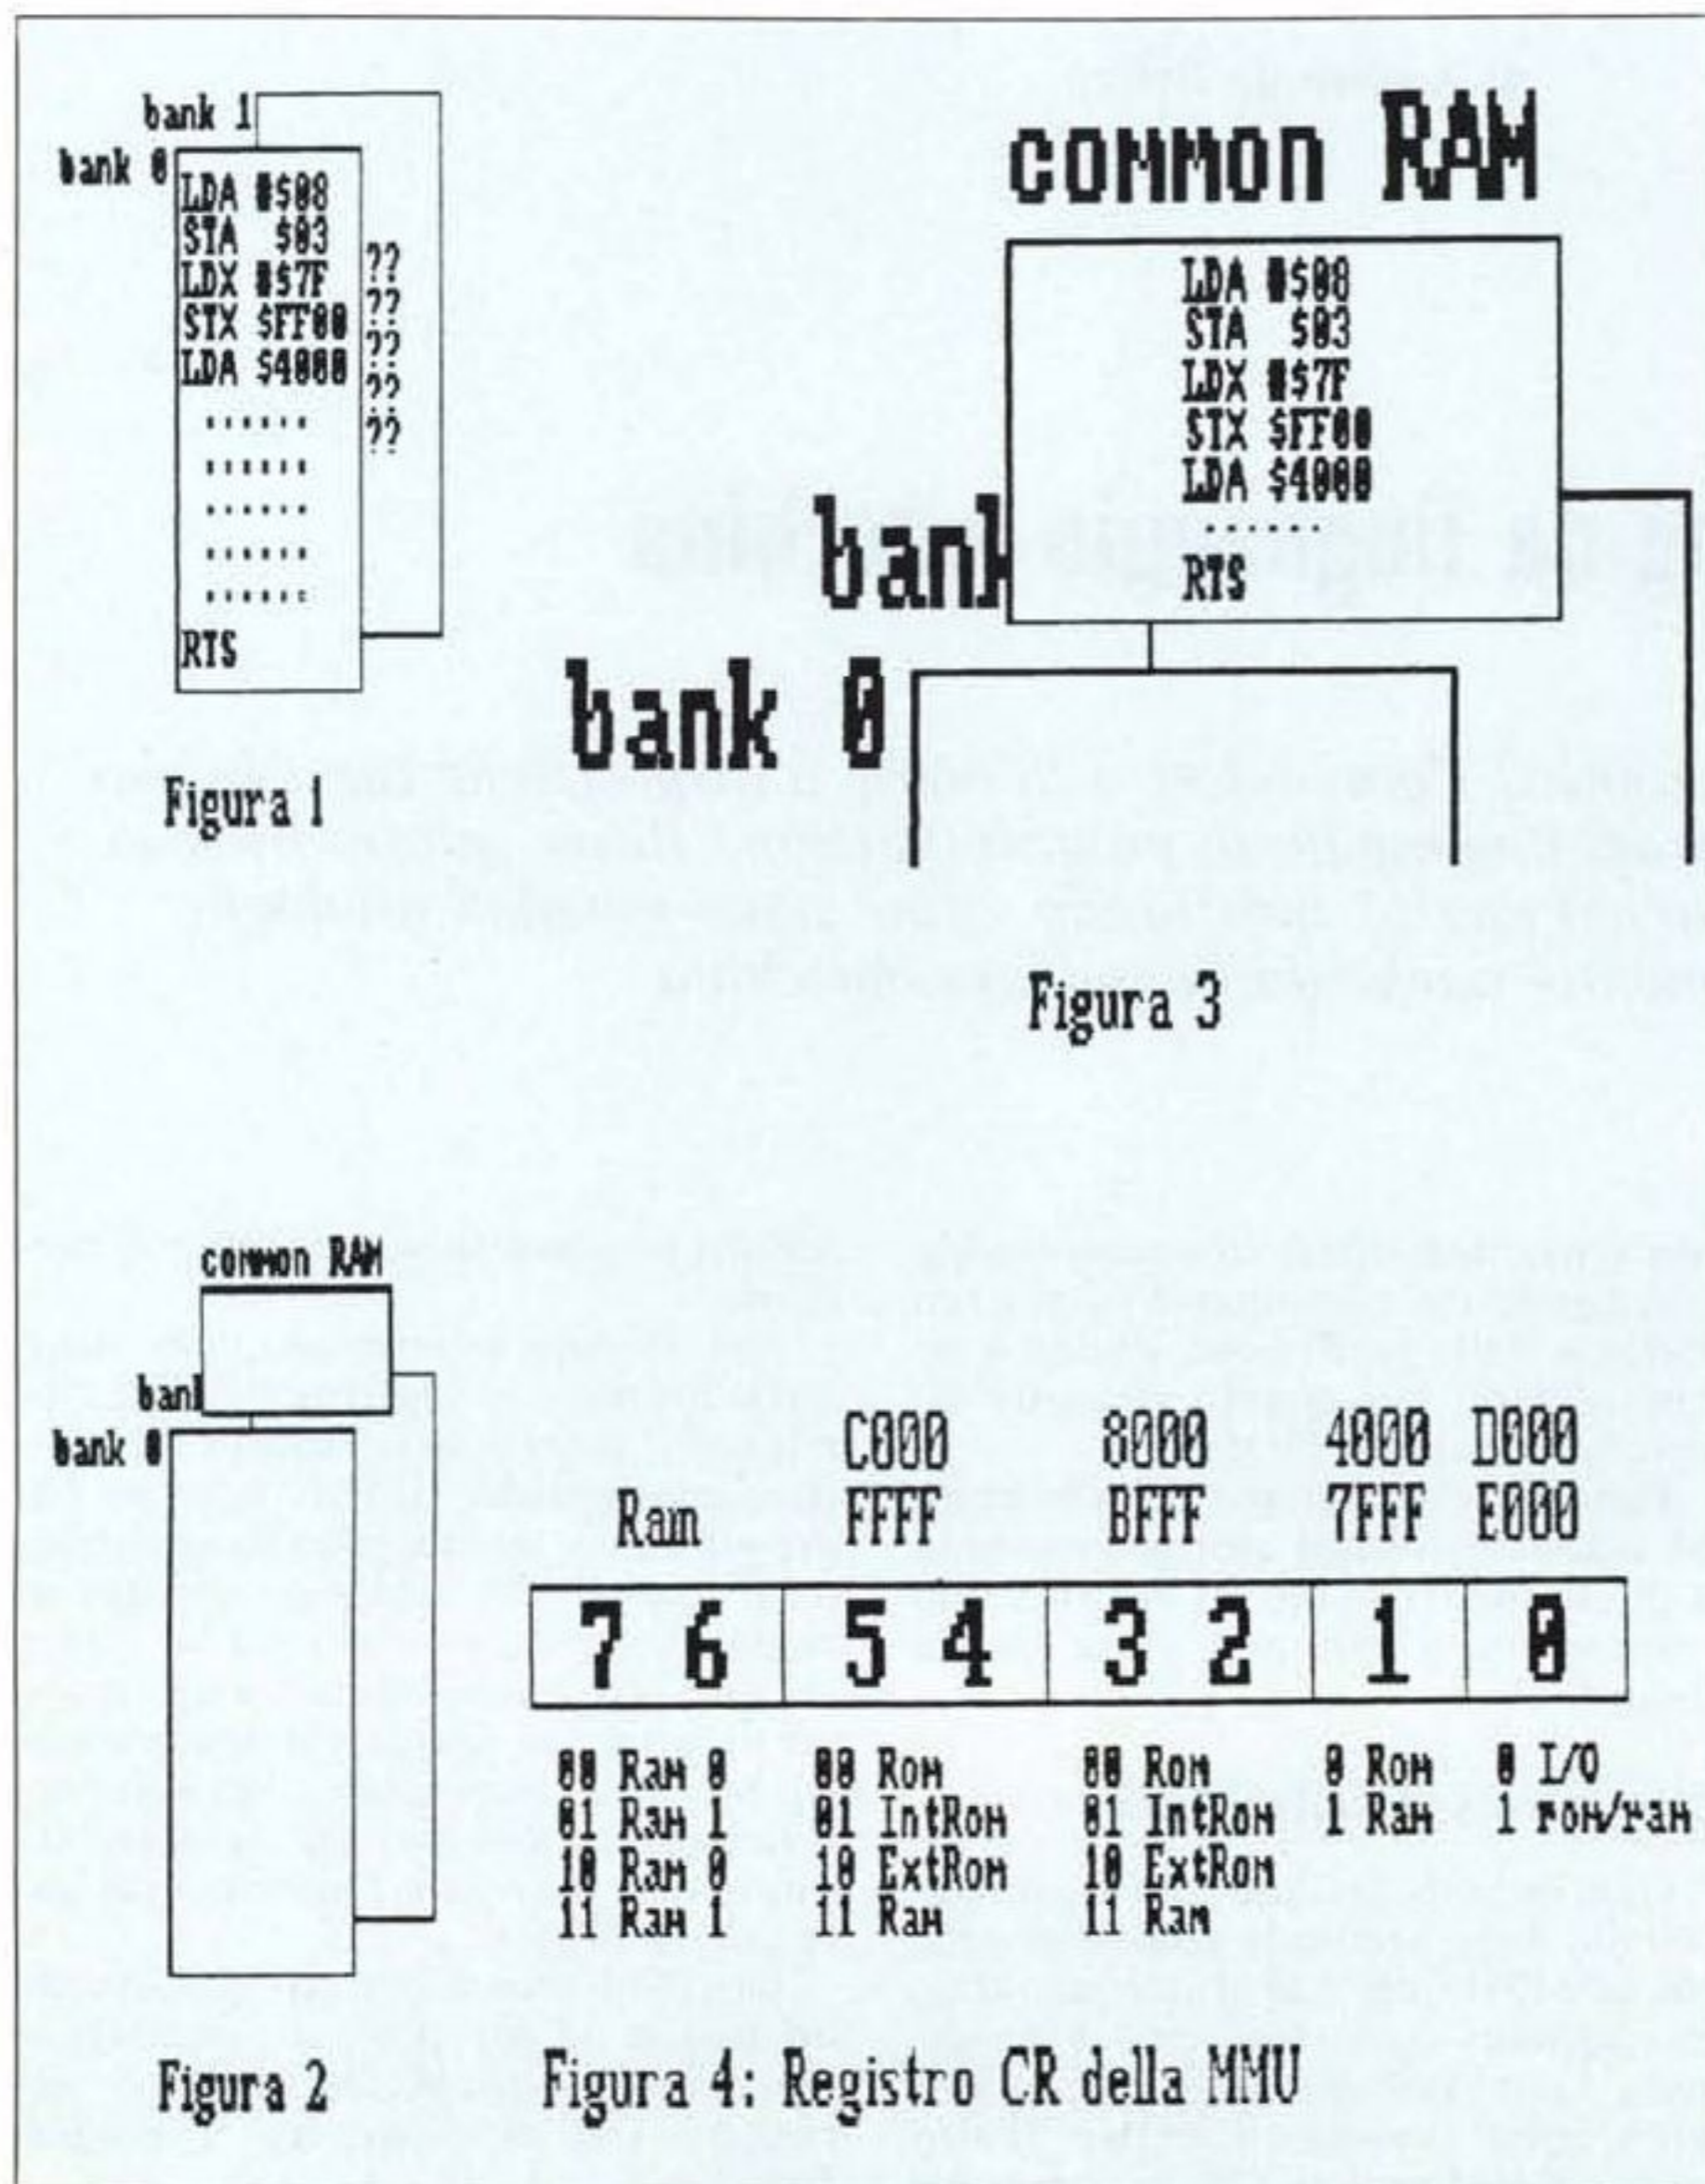 bank 1
bank 0
LDA #$08
STA $03
LDX #$7F
STX $FF00
LDA $4000
......
......
......
......
......
RTS
??
??
??
??
??
Figura 1
common RAM
LDA #$08
STA $03
LDX #$7F
STX $FF00
LDA $4000
......
RTS
bank
bank 0
Figura 3
common RAM
bank
bank 0
Figura 2
C000 8000 4000 D000
Ram FFFF BFFF 7FFF E000
7 6 5 4 3 2 1 0
00 Ram 0 00 Rom 00 Rom 0 Rom 0 I/O
01 Ram 1 01 IntRom 01 IntRom 1 Ram 1 rom/ram
10 Ram 0 10 ExtRom 10 ExtRom
11 Ram 1 11 Ram 11 Ram
Figura 4: Registro CR della MMU